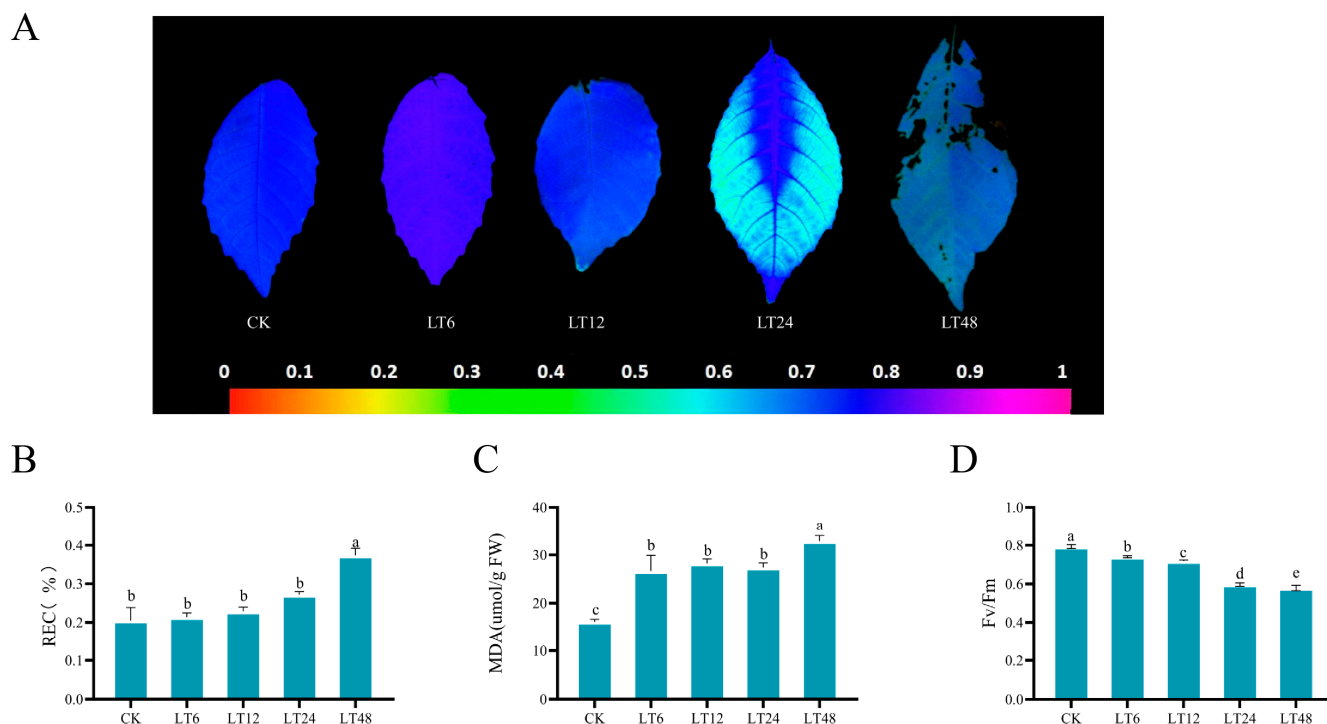 A
CK LT6 LT12 LT24 LT48
0 0.1 0.2 0.3 0.4 0.5 0.6 0.7 0.8 0.9 1
B
REC( %)
0.5
0.4
0.3
0.2
0.1
0.0
b b b b a
CK LT6 LT12 LT24 LT48
C
MDA(umol/g FW)
40
30
20
10
0
c b b b a
CK LT6 LT12 LT24 LT48
D
Fv/Fm
1.0
0.8
0.6
0.4
0.2
0.0
a b c d e
CK LT6 LT12 LT24 LT48